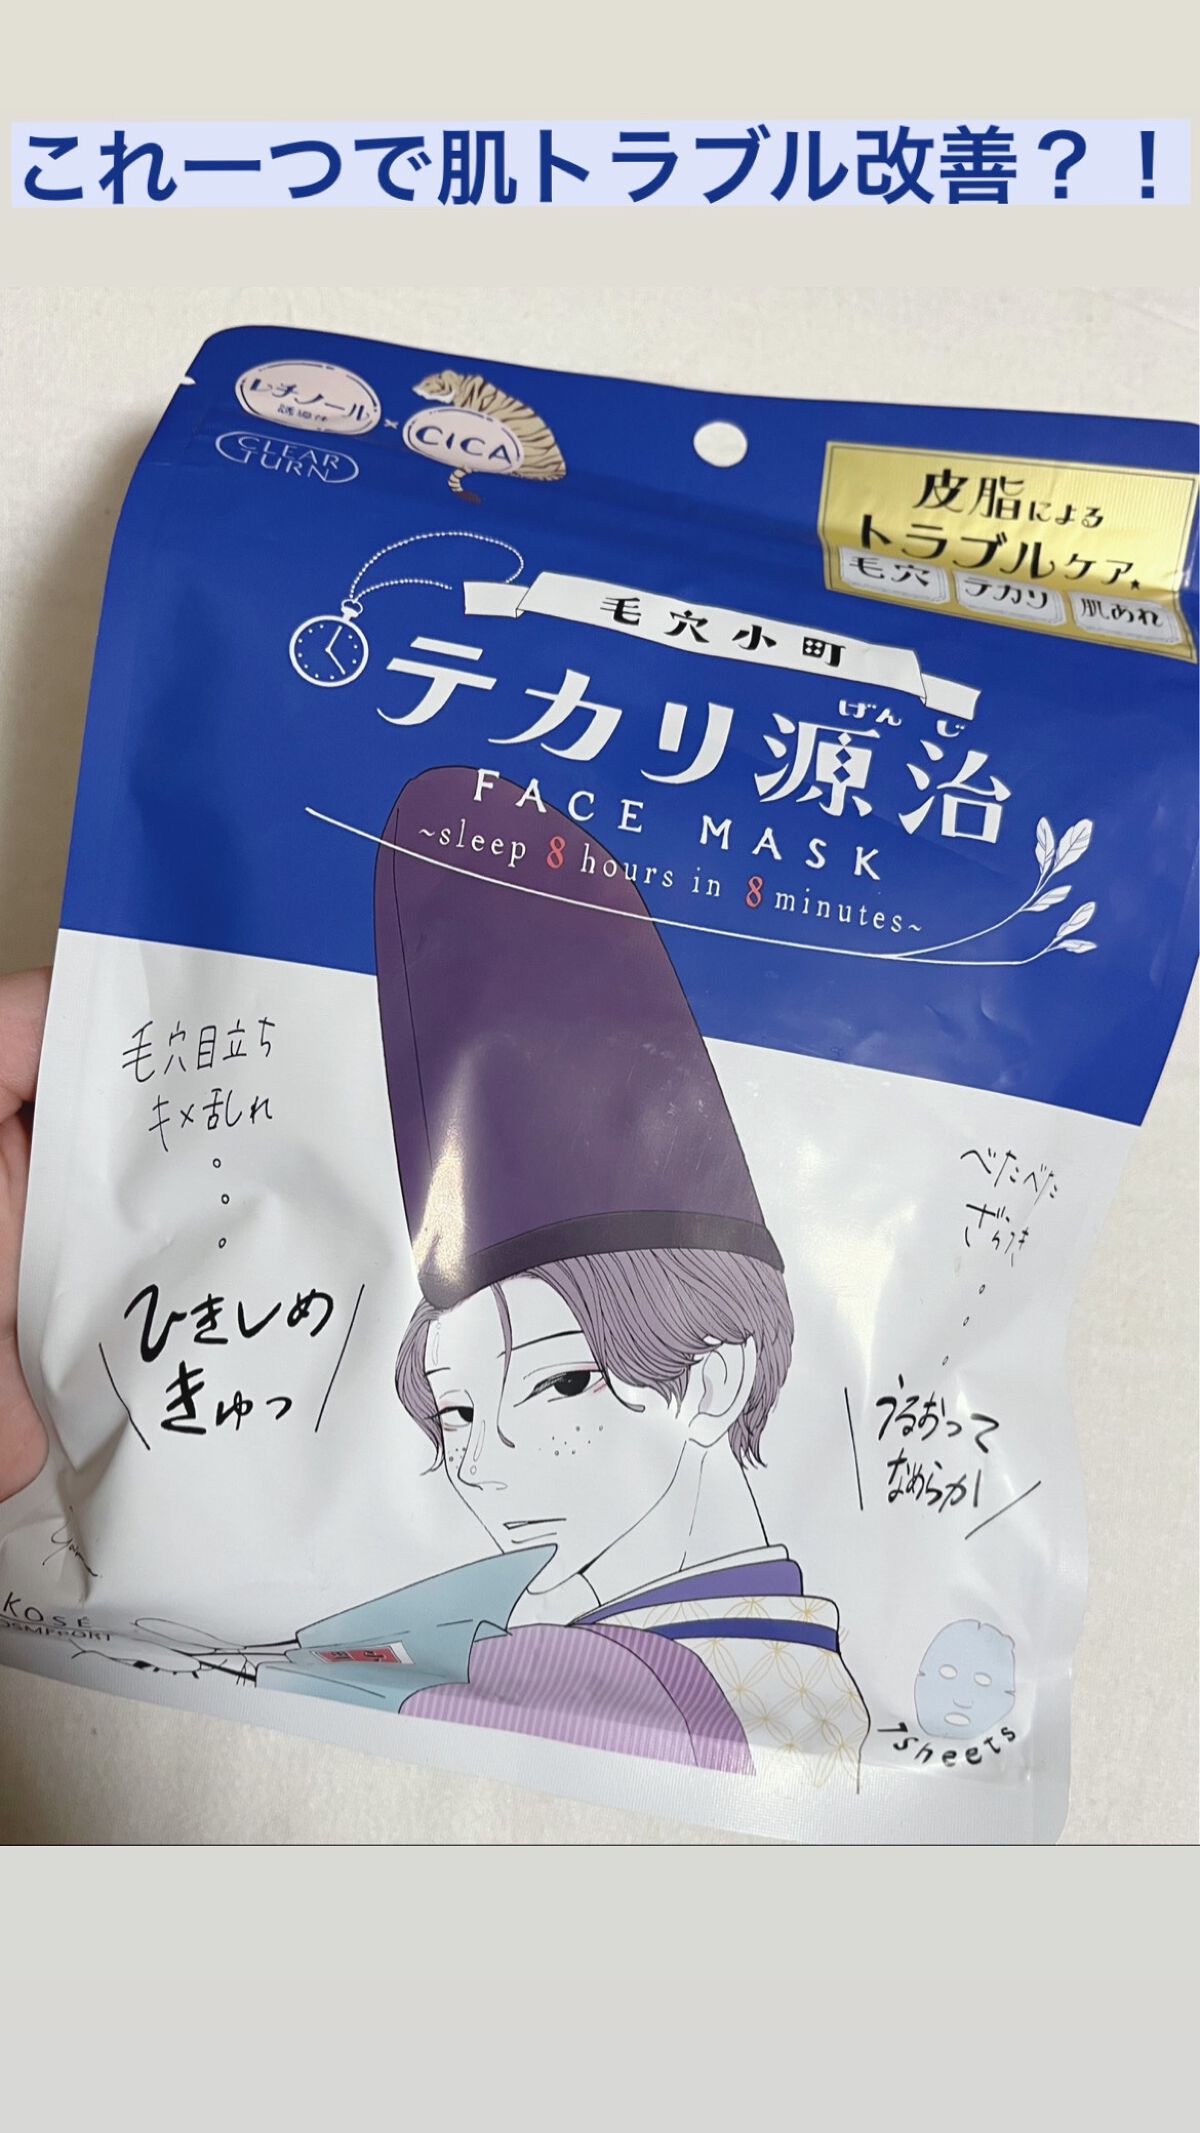 これ一つで肌トラブル改善？！
レチノール
誘導体
×
CICA
CLEAR
TURN
皮脂による
トラブルケア
毛穴 テカリ 肌あれ
毛穴小町
げんじ
テカリ源治
FACE MASK
~sleep 8 hours in 8 minutes~
毛穴目立ち
キメ乱れ
ひきしめ
きゅっ
べたべた
ざらつき
うるおって
なめらか
KOSÉ
COSMEPORT
7sheets